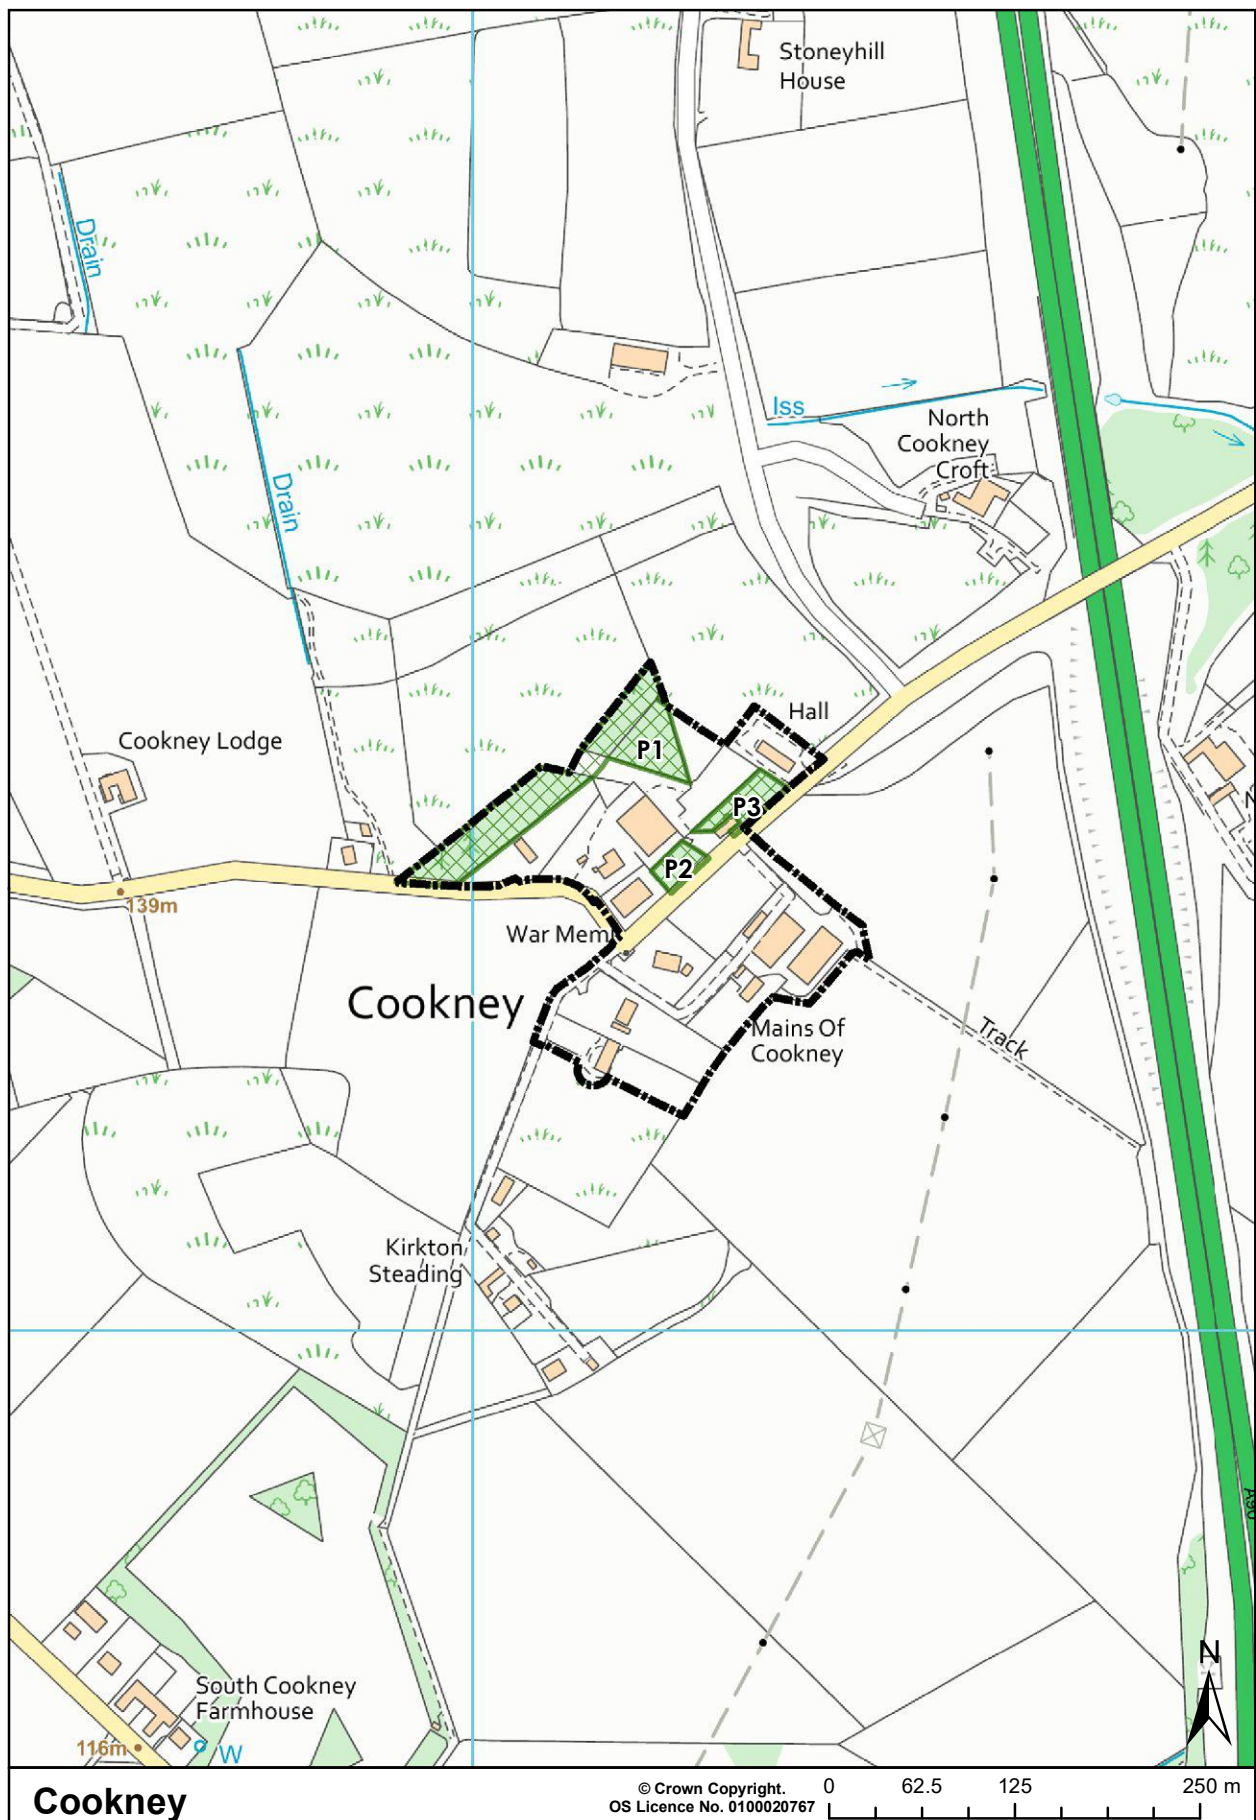 Stoneyhill
House
Drain
Iss
North
Cookney
Croft
Drain
Hall
P1
Cookney Lodge
P3
P2
139m
War Meml
Cookney
Mains Of
Cookney
Track
Kirkton
Steading
A90
N
South Cookney
Farmhouse
116m
W
Cookney
© Crown Copyright.
OS Licence No. 0100020767
0 62.5 125 250 m